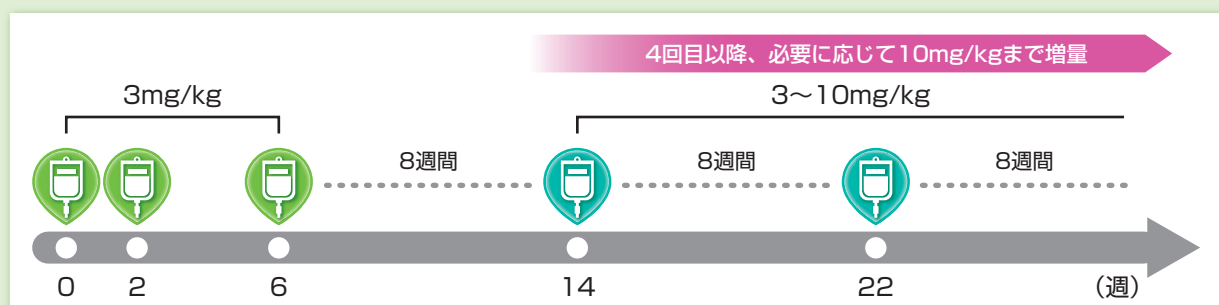 4回目以降、必要に応じて10mg/kgまで増量
3mg/kg
3〜10mg/kg
8週間
8週間
8週間
0
2
6
14
22
（週）